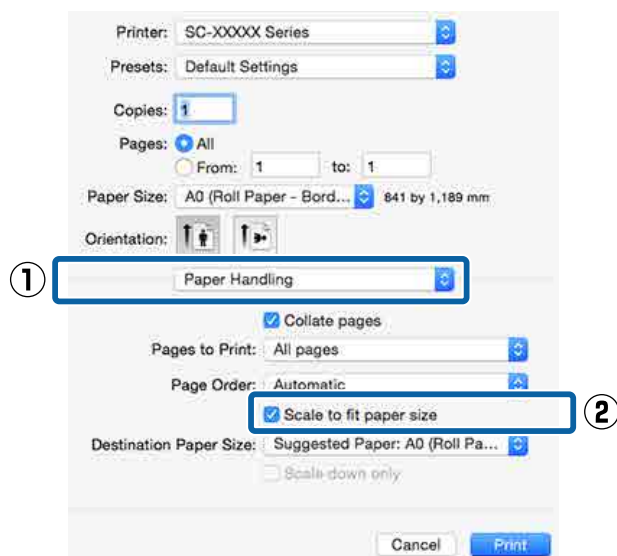 Printer: SC-XXXXX Series
Presets: Default Settings
Copies: 1
Pages: All
From: 1 to: 1
Paper Size: A0 (Roll Paper - Bord... 841 by 1,189 mm
Orientation:
① Paper Handling
Collate pages
Pages to Print: All pages
Page Order: Automatic
Scale to fit paper size ②
Destination Paper Size: Suggested Paper: A0 (Roll Pa...
Scale down only
Cancel Print